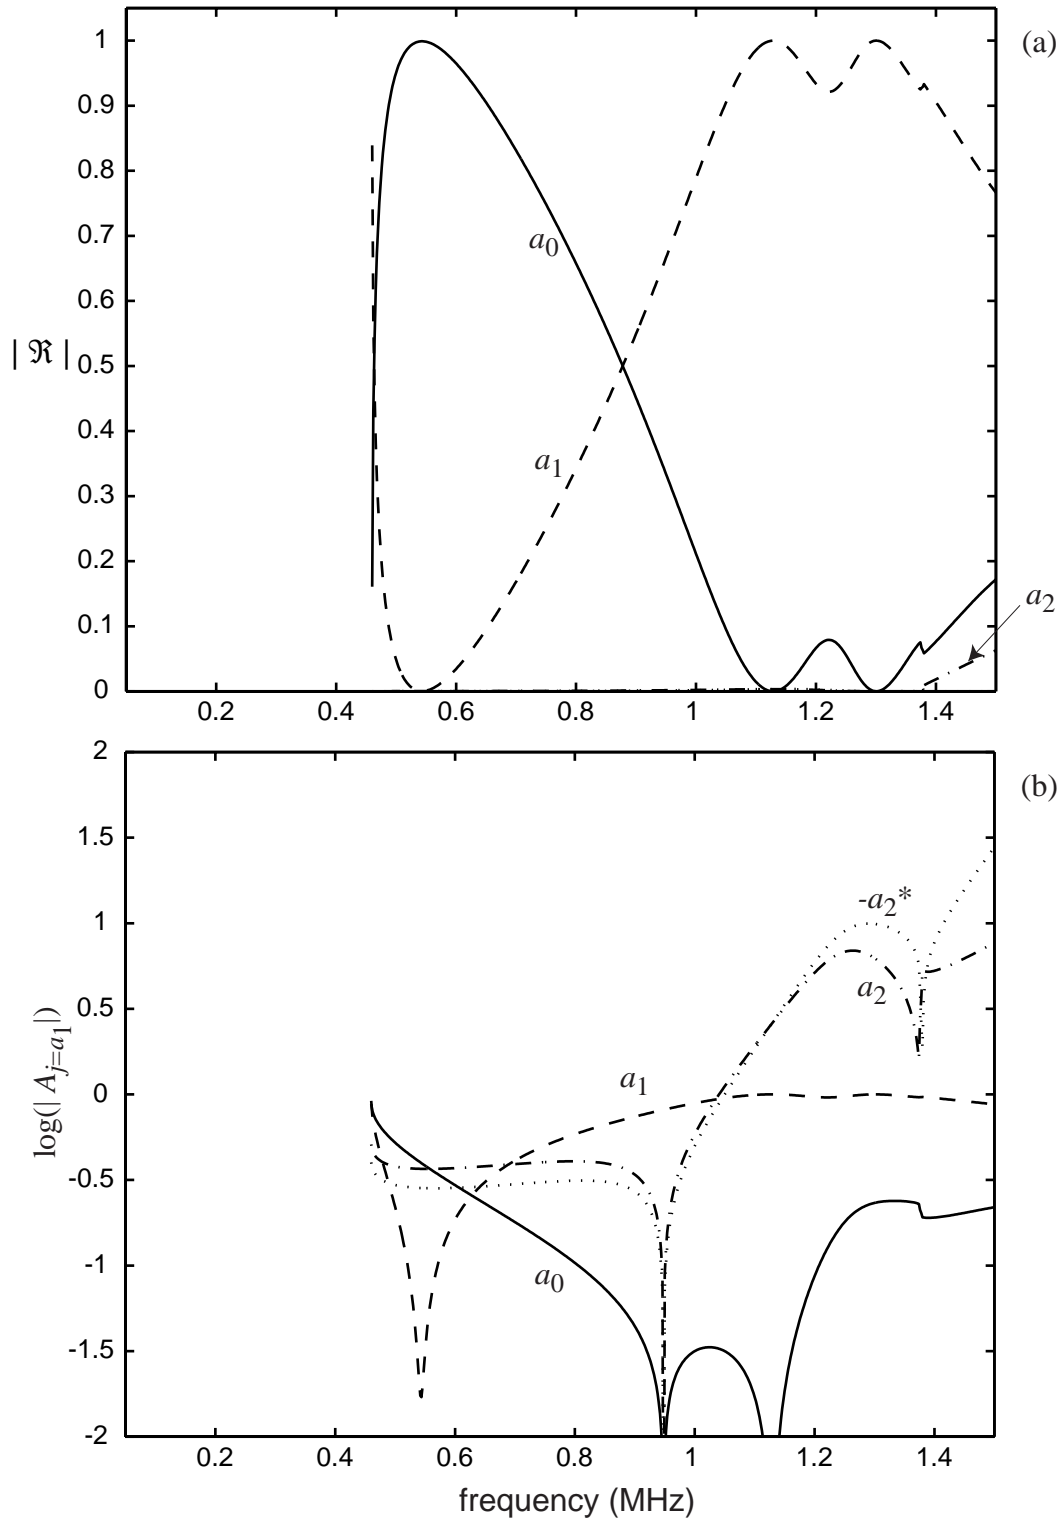 (a)
1
0.9
0.8
0.7
0.6
| ℜ | 0.5
0.4
0.3
0.2
0.1
0
a0
a1
a2
0.2 0.4 0.6 0.8 1 1.2 1.4
(b)
2
1.5
1
0.5
0
-0.5
-1
-1.5
-2
log(| Aj=a1|)
-a2*
a2
a1
a0
0.2 0.4 0.6 0.8 1 1.2 1.4
frequency (MHz)